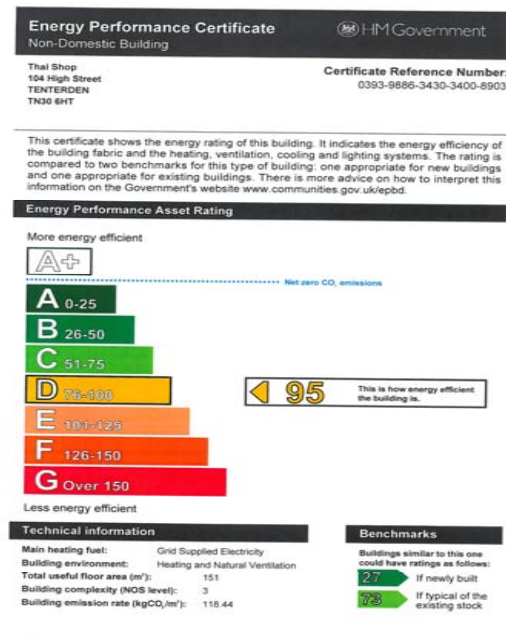 Energy Performance Certificate
Non-Domestic Building
HM Government
Thai Shop
104 High Street
TENTERDEN
TN30 6HT
Certificate Reference Number:
0393-9886-3430-3400-8903
This certificate shows the energy rating of this building. It indicates the energy efficiency of
the building fabric and the heating, ventilation, cooling and lighting systems. The rating is
compared to two benchmarks for this type of building: one appropriate for new buildings
and one appropriate for existing buildings. There is more advice on how to interpret this
information on the Government's website www.communities.gov.uk/epbd.
Energy Performance Asset Rating
More energy efficient
A+
Net zero CO₂ emissions
A 0-25
B 26-50
C 51-75
D 76-100
95
This is how energy efficient
the building is.
E 101-125
F 126-150
G Over 150
Less energy efficient
Technical information
Main heating fuel: Grid Supplied Electricity
Building environment: Heating and Natural Ventilation
Total useful floor area (m²): 151
Building complexity (NOS level): 3
Building emission rate (kgCO₂/m²): 118.44
Benchmarks
Buildings similar to this one
could have ratings as follows:
27 If newly built
73 If typical of the
existing stock